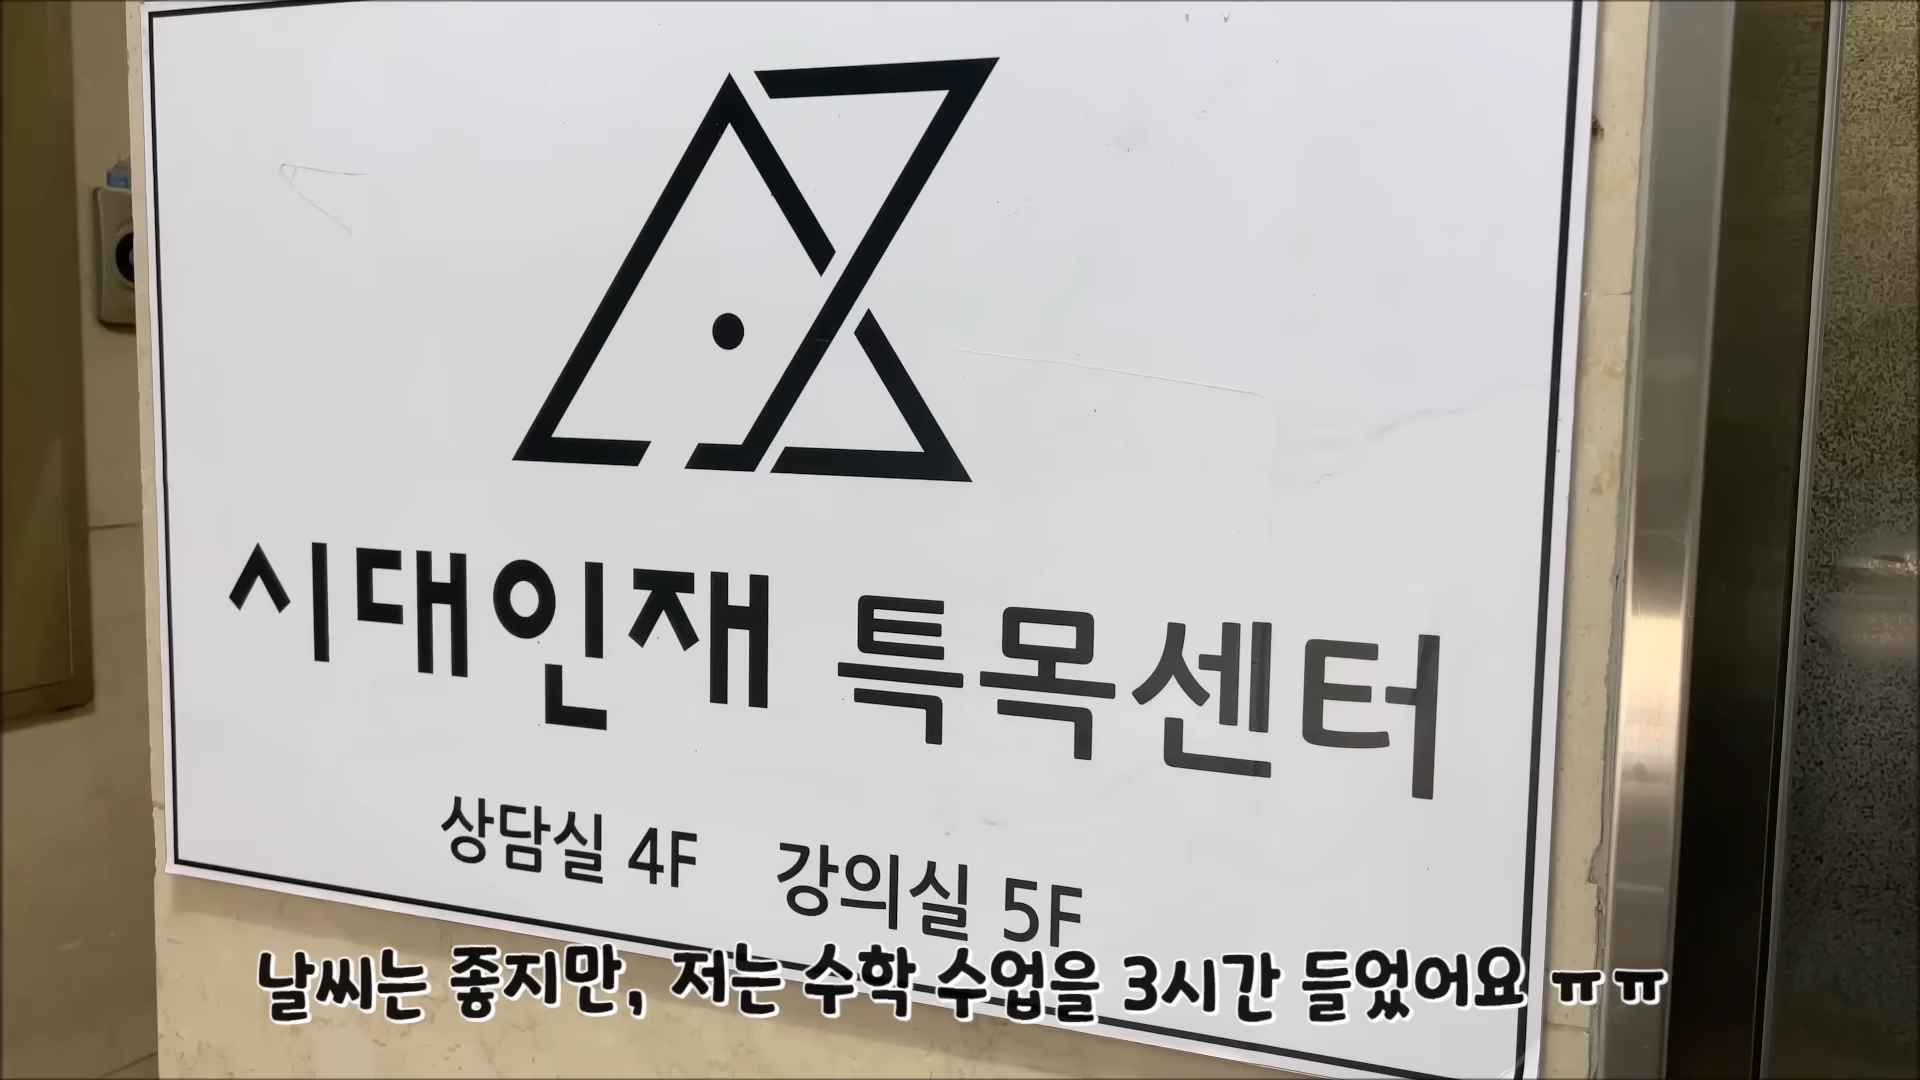 시대인재 특목센터
상담실 4F 강의실 5F
날씨는 좋지만, 저는 수학 수업을 3시간 들었어요 ㅠㅠ